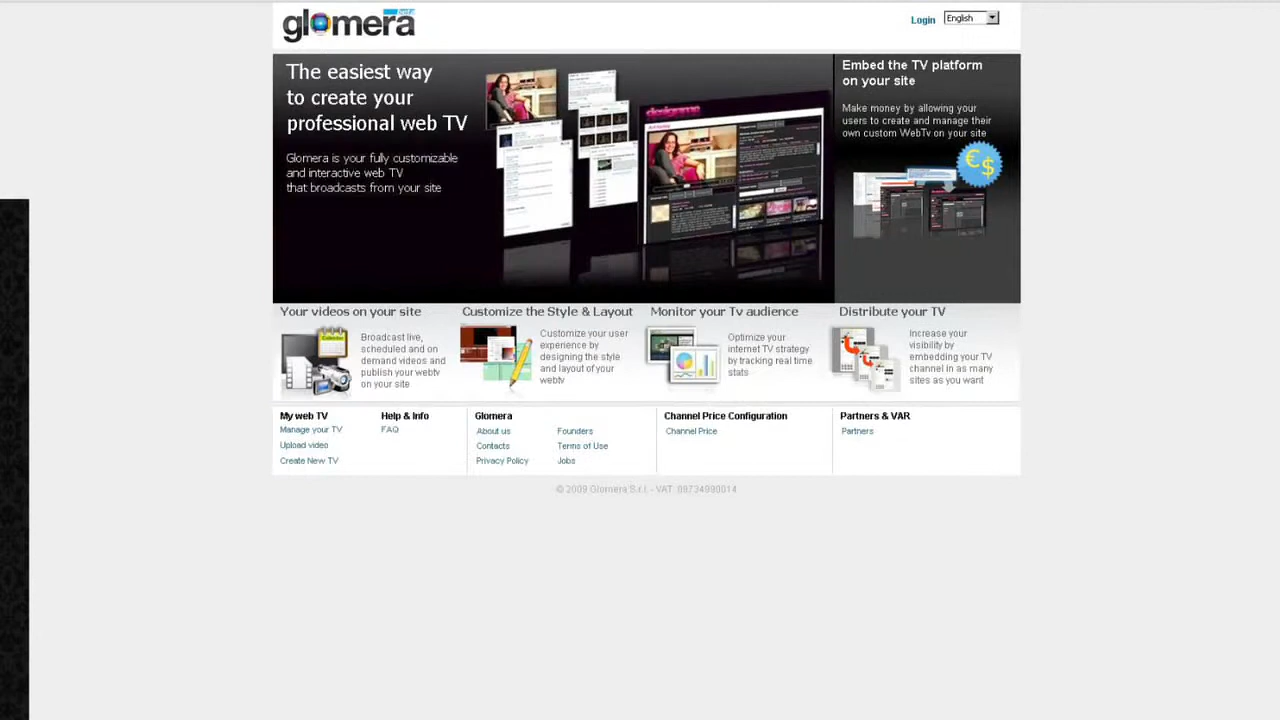 glomera
beta
Login
English
The easiest way
to create your
professional web TV
Glomera is your fully customizable
and interactive web TV
that broadcasts from your site
designame
Embed the TV platform
on your site
Make money by allowing your
users to create and manage their
own custom WebTv on your site
€$
Your videos on your site
Calendar
Broadcast live,
scheduled and on
demand videos and
publish your webtv
on your site
Customize the Style & Layout
Customize your user
experience by
designing the style
and layout of your
webtv
Monitor your Tv audience
Optimize your
internet TV strategy
by tracking real time
stats
Distribute your TV
Increase your
visibility by
embedding your TV
channel in as many
sites as you want
My web TV
Manage your TV
Upload video
Create New TV
Help & Info
FAQ
Glomera
About us
Contacts
Privacy Policy
Founders
Terms of Use
Jobs
Channel Price Configuration
Channel Price
Partners & VAR
Partners
© 2009 Glomera S.r.l. - VAT: 09734990014